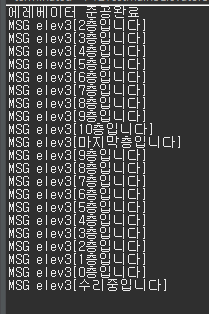 에레베이터 주문완료
MSG elev3[2층입니다]
MSG elev3[3층입니다]
MSG elev3[4층입니다]
MSG elev3[5층입니다]
MSG elev3[6층입니다]
MSG elev3[7층입니다]
MSG elev3[8층입니다]
MSG elev3[9층입니다]
MSG elev3[10층입니다]
MSG elev3[마지막층입니다]
MSG elev3[9층입니다]
MSG elev3[8층입니다]
MSG elev3[7층입니다]
MSG elev3[6층입니다]
MSG elev3[5층입니다]
MSG elev3[4층입니다]
MSG elev3[3층입니다]
MSG elev3[2층입니다]
MSG elev3[1층입니다]
MSG elev3[0층입니다]
MSG elev3[수리중입니다]